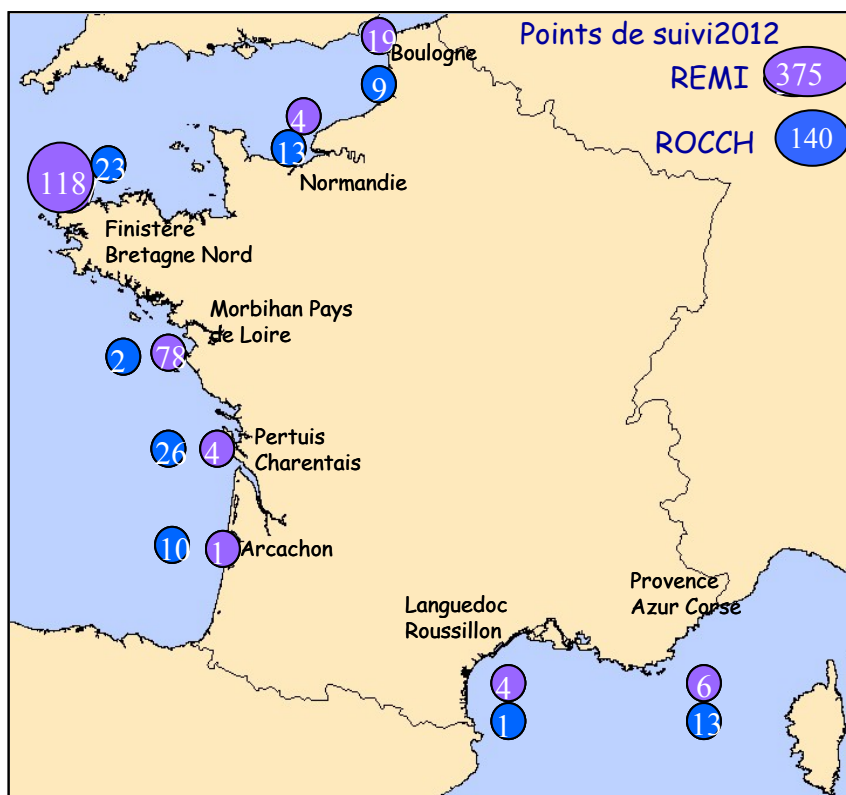 Points de suivi2012
REMI 375
ROCCH 140
19
Boulogne
9
4
13
Normandie
118
23
Finistère
Bretagne Nord
Morbihan Pays
de Loire
2
78
26
4
Pertuis
Charentais
10
1
Arcachon
Languedoc
Roussillon
Provence
Azur Corse
4
6
1
13